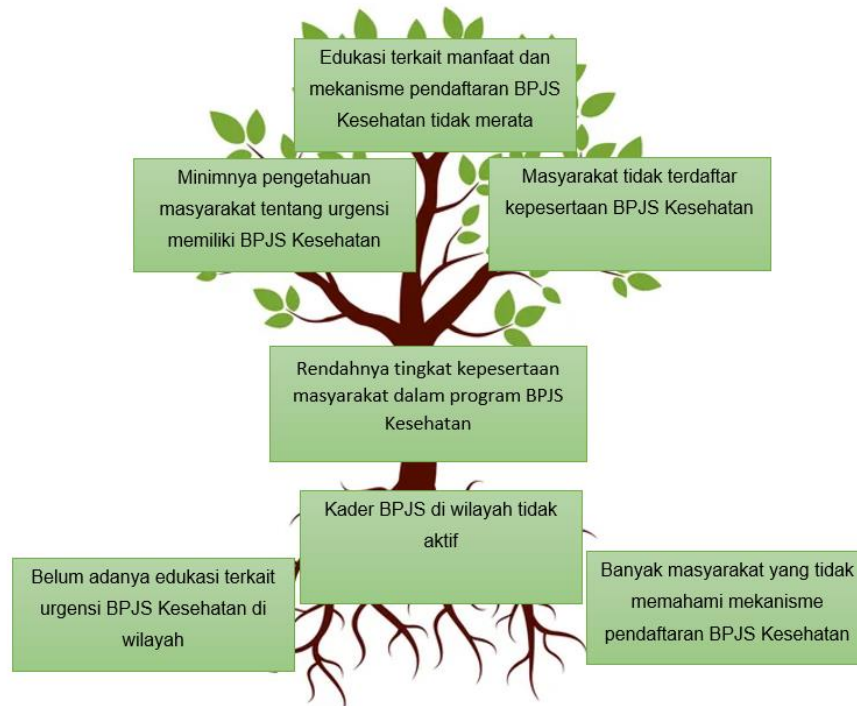 Edukasi terkait manfaat dan
mekanisme pendaftaran BPJS
Kesehatan tidak merata
Minimnya pengetahuan
masyarakat tentang urgensi
memiliki BPJS Kesehatan
Masyarakat tidak terdaftar
kepesertaan BPJS Kesehatan
Rendahnya tingkat kepesertaan
masyarakat dalam program BPJS
Kesehatan
Kader BPJS di wilayah tidak
aktif
Belum adanya edukasi terkait
urgensi BPJS Kesehatan di
wilayah
Banyak masyarakat yang tidak
memahami mekanisme
pendaftaran BPJS Kesehatan